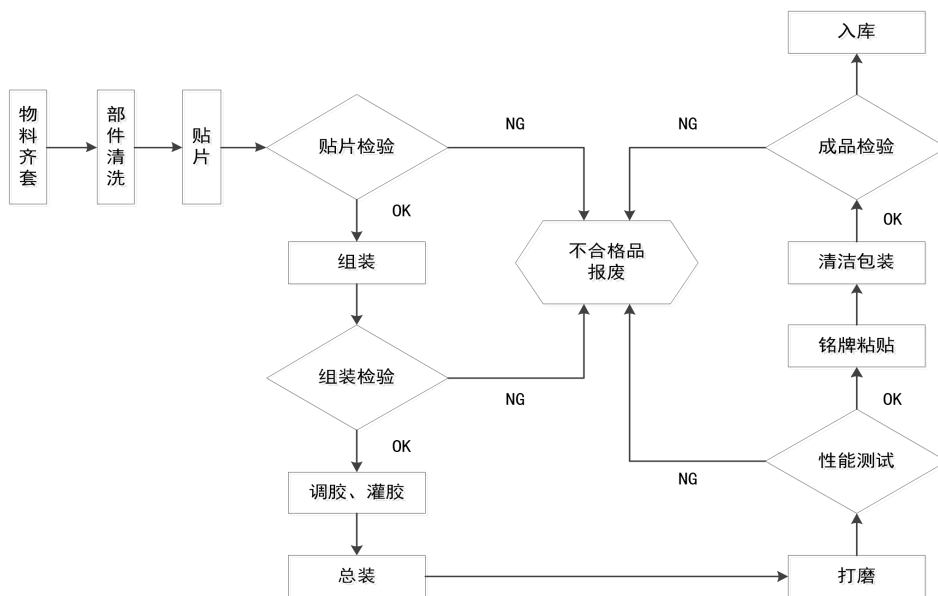 物料齐套
部件清洗
贴片
贴片检验
NG
OK
组装
组装检验
NG
OK
调胶、灌胶
总装
不合格品
报废
入库
NG
成品检验
OK
清洁包装
铭牌粘贴
OK
性能测试
NG
打磨